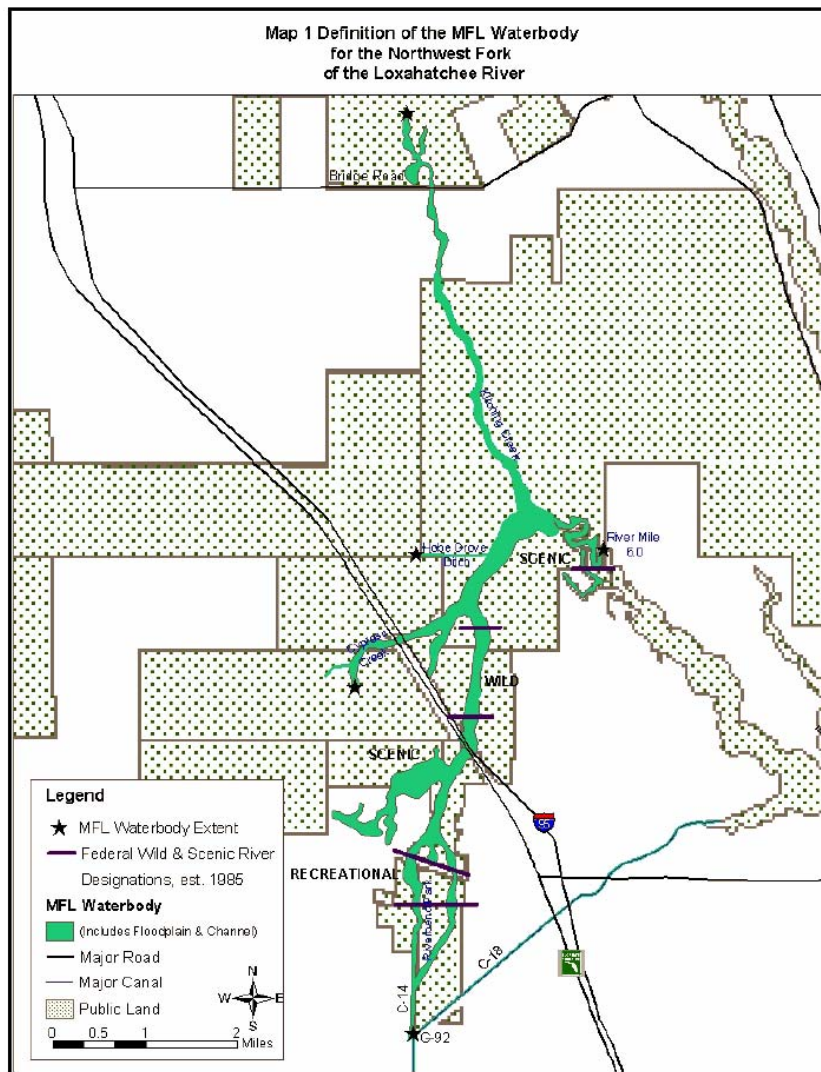 Map 1 Definition of the MFL Waterbody
for the Northwest Fork
of the Loxahatchee River
Bridge Road
Kitching Creek
River Mile
6.0
Hobe Grove
Ditch
SCENIC
Cypress
Creek
WILD
SCENIC
RECREATIONAL
Riverbend Park
95
C-18
C-14
G-92
Legend
MFL Waterbody Extent
Federal Wild & Scenic River
Designations, est. 1985
MFL Waterbody
(Includes Floodplain & Channel)
Major Road
Major Canal
Public Land
N
W E
S
0 0.5 1 2
Miles